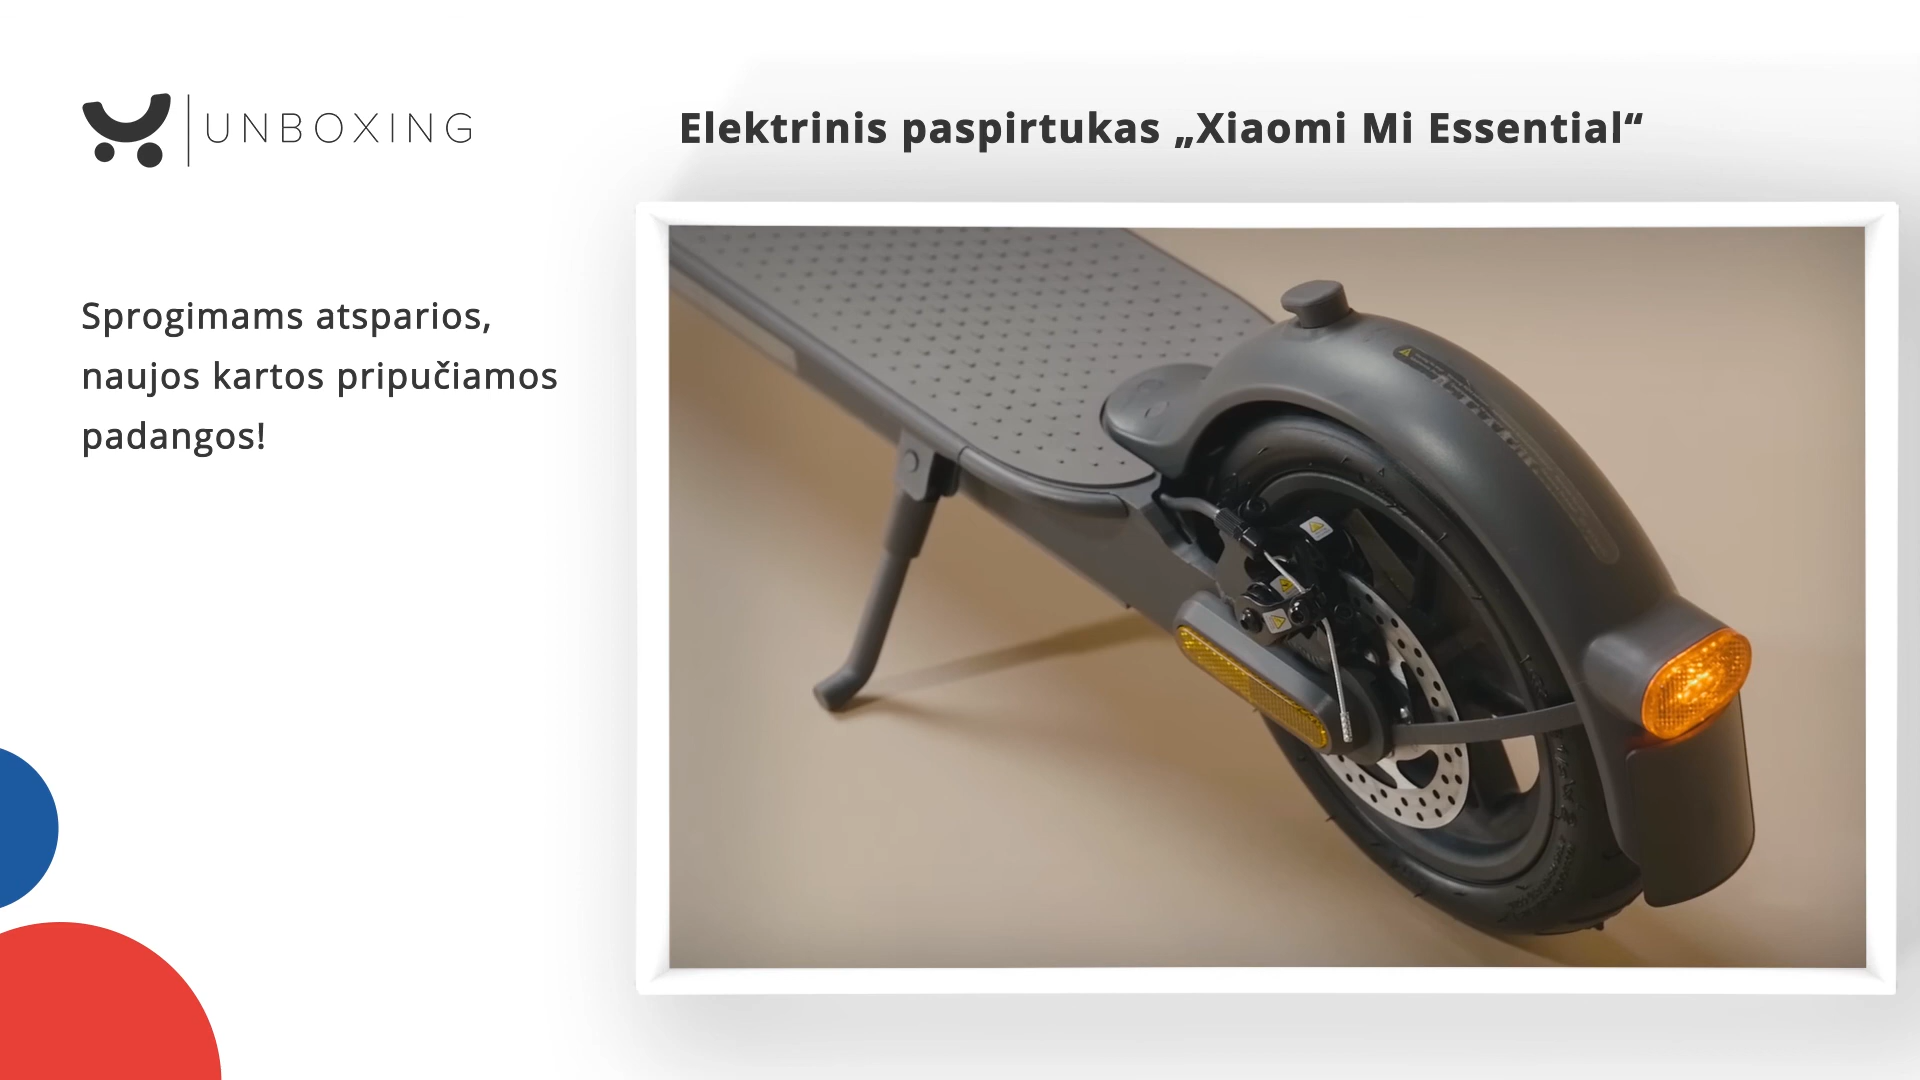 UNBOXING
Elektrinis paspirtukas „Xiaomi Mi Essential“
Sprogimams atsparios,
naujos kartos pripučiamos
padangos!